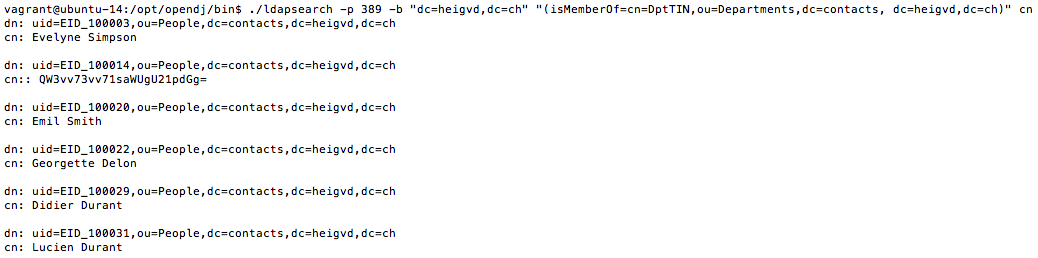 vagrant@ubuntu-14:/opt/opendj/bin$ ./ldapsearch -p 389 -b "dc=heigvd,dc=ch" "(isMemberOf=cn=DptTIN,ou=Departments,dc=contacts, dc=heigvd,dc=ch)" cn
dn: uid=EID_100003,ou=People,dc=contacts,dc=heigvd,dc=ch
cn: Evelyne Simpson
dn: uid=EID_100014,ou=People,dc=contacts,dc=heigvd,dc=ch
cn:: QW3vv73vv71saWUgU21pdGg=
dn: uid=EID_100020,ou=People,dc=contacts,dc=heigvd,dc=ch
cn: Emil Smith
dn: uid=EID_100022,ou=People,dc=contacts,dc=heigvd,dc=ch
cn: Georgette Delon
dn: uid=EID_100029,ou=People,dc=contacts,dc=heigvd,dc=ch
cn: Didier Durant
dn: uid=EID_100031,ou=People,dc=contacts,dc=heigvd,dc=ch
cn: Lucien Durant